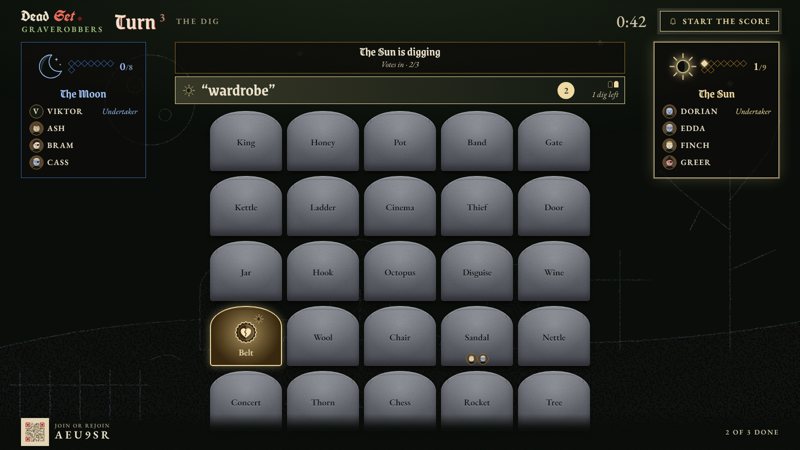 Dead Set
GRAVEROBBERS
Turn 3
THE DIG
0:42
START THE SCORE
0/8
The Moon
V VIKTOR Undertaker
ASH
BRAM
CASS
The Sun is digging
Votes in · 2/3
“wardrobe”
2
1 dig left
1/9
The Sun
DORIAN Undertaker
EDDA
FINCH
GREER
King Honey Pot Band Gate
Kettle Ladder Cinema Thief Door
Jar Hook Octopus Disguise Wine
Belt Wool Chair Sandal Nettle
Concert Thorn Chess Rocket Tree
JOIN OR REJOIN
AEU9SR
2 OF 3 DONE